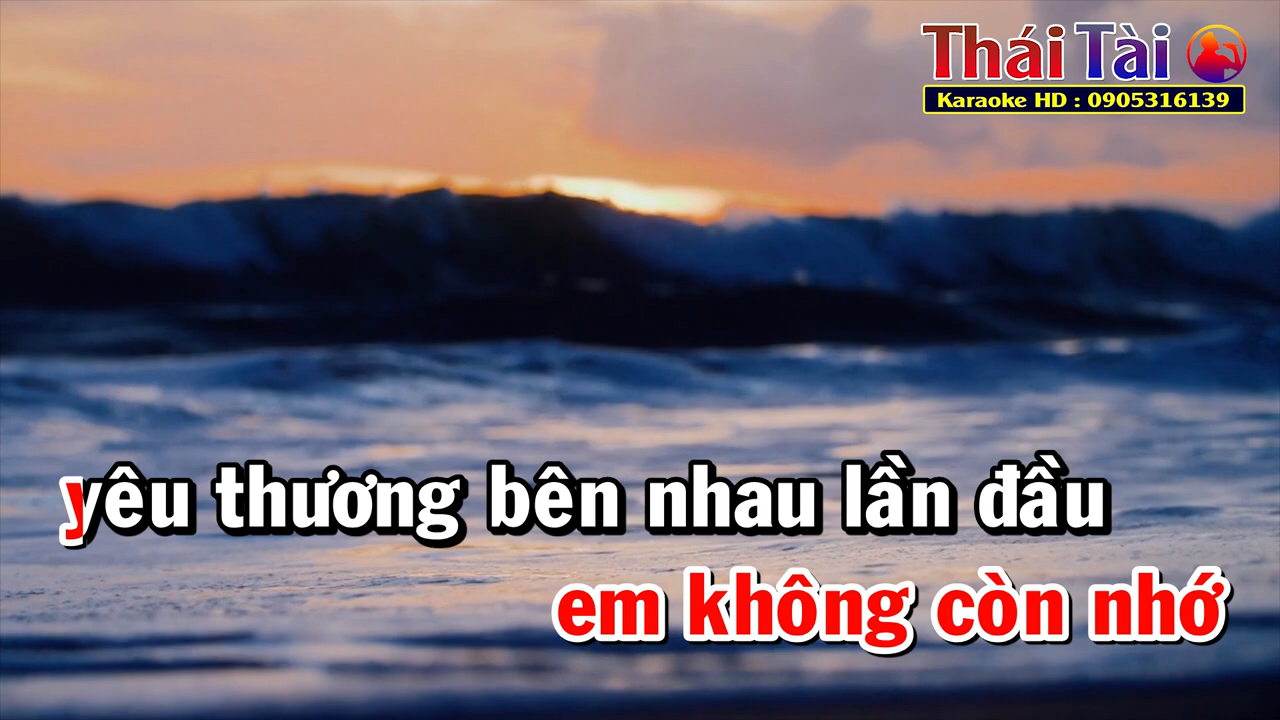 Thái Tài
Karaoke HD : 0905316139
yêu thương bên nhau lần đầu
em không còn nhớ